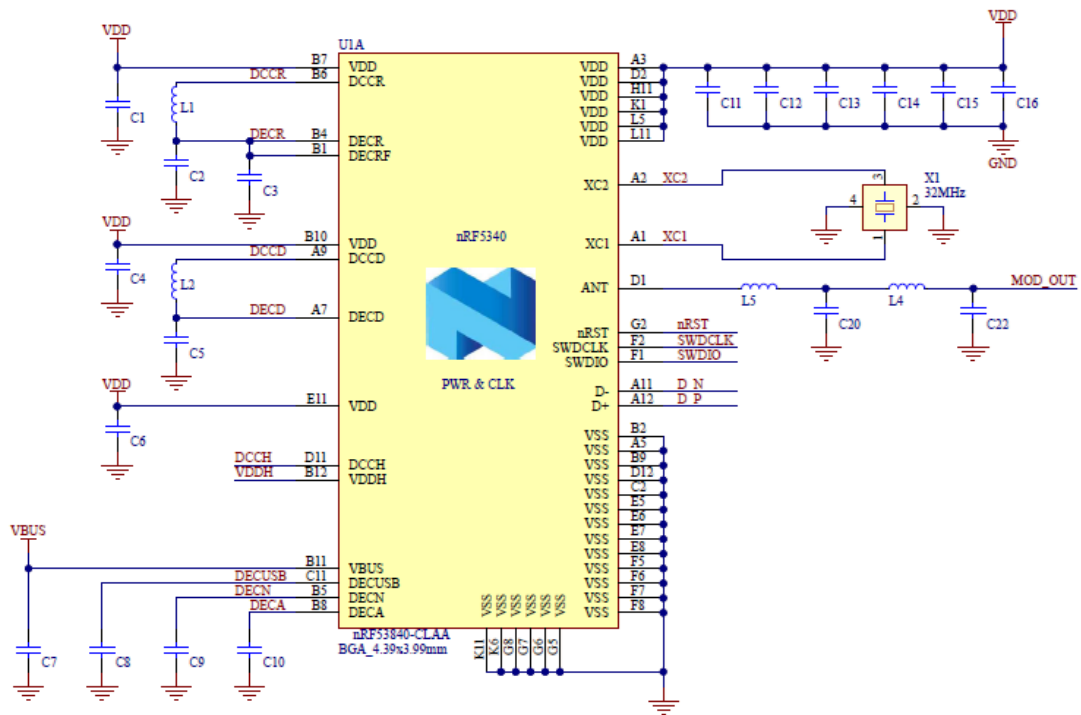 VDD
U1A
VDD
B7
VDD
VDD
A3
B6
DCCR
DCCR
VDD
D2
VDD
H11
VDD
K1
VDD
L5
VDD
L11
L1
C1
C11
C12
C13
C14
C15
C16
GND
DECR
B4
DECR
B1
DECRF
C2
C3
XC2
A2
XC2
3
X1
32MHz
4
2
1
VDD
B10
VDD
nRF5340
XC1
A1
XC1
DCCD
A9
DCCD
C4
L2
ANT
D1
L5
L4
MOD_OUT
C20
C22
DECD
A7
DECD
C5
nRST
G2
nRST
SWDCLK
F2
SWDCLK
SWDIO
F1
SWDIO
PWR & CLK
VDD
E11
VDD
D-
A11
D_N
D+
A12
D_P
C6
VSS
B2
VSS
A5
VSS
B9
VSS
D12
VSS
C2
VSS
E5
VSS
E6
VSS
E7
VSS
E8
VSS
F5
VSS
F6
VSS
F7
VSS
F8
DCCH
D11
DCCH
VDDH
B12
VDDH
VBUS
B11
VBUS
DECUSB
C11
DECUSB
DECN
B5
DECN
DECA
B8
DECA
C7
C8
C9
C10
VSS
VSS
VSS
VSS
VSS
VSS
K11
K6
G8
G7
G6
G5
nRF53840-CLAA
BGA_4.39x3.99mm